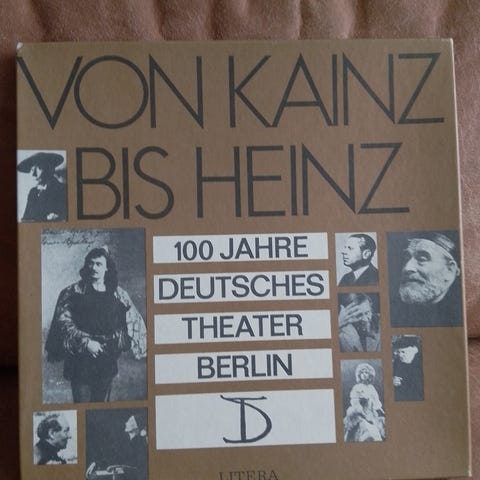 VON KAINZ
BIS HEINZ
100 JAHRE
DEUTSCHES
THEATER
BERLIN
DT
LITERA